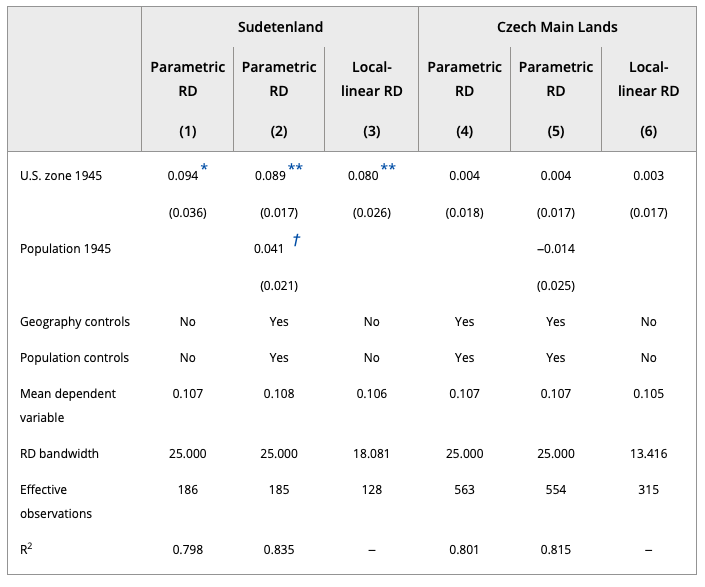 Sudetenland Czech Main Lands
Parametric Parametric Local- Parametric Parametric Local-
RD RD linear RD RD RD linear RD
(1) (2) (3) (4) (5) (6)
U.S. zone 1945 0.094* 0.089** 0.080** 0.004 0.004 0.003
(0.036) (0.017) (0.026) (0.018) (0.017) (0.017)
Population 1945 0.041† −0.014
(0.021) (0.025)
Geography controls No Yes No Yes Yes No
Population controls No Yes No Yes Yes No
Mean dependent 0.107 0.108 0.106 0.107 0.107 0.105
variable
RD bandwidth 25.000 25.000 18.081 25.000 25.000 13.416
Effective 186 185 128 563 554 315
observations
R² 0.798 0.835 – 0.801 0.815 –